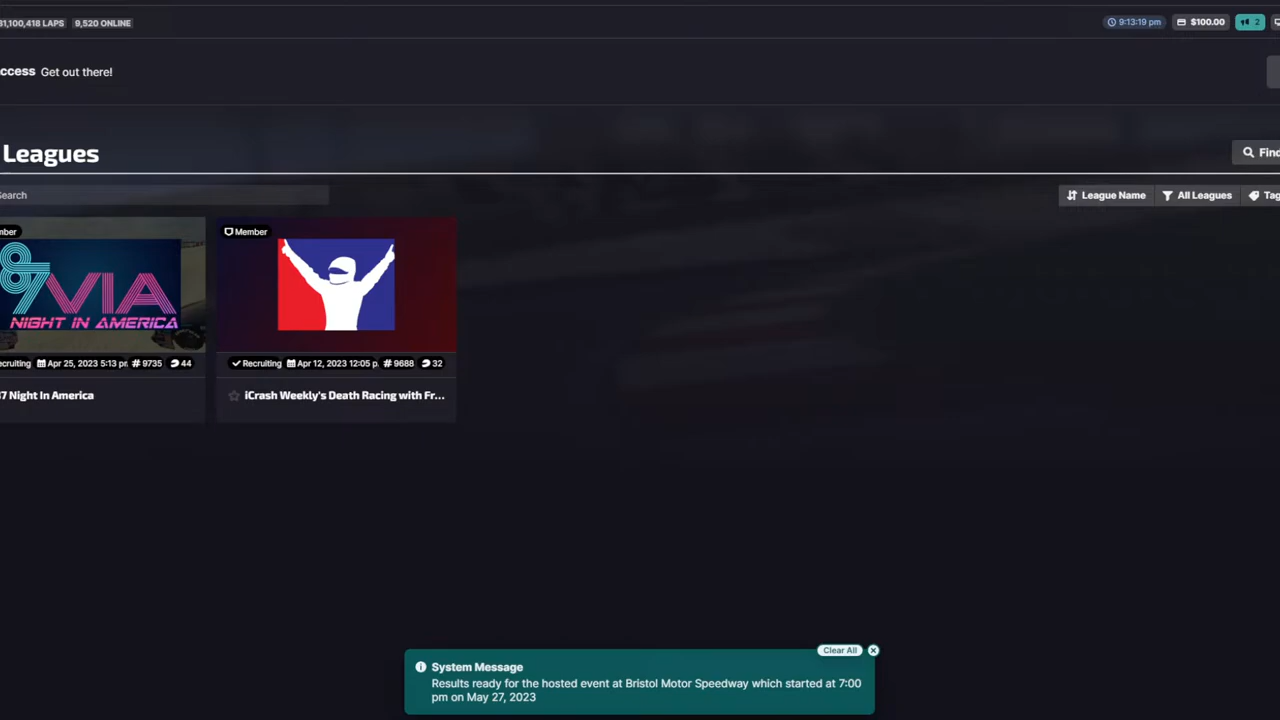 31,100,418 LAPS 9,520 ONLINE 9:13:19 pm $100.00 2
ccess Get out there!
Leagues Find
Search League Name All Leagues Tag
mber Member
87 VIA
NIGHT IN AMERICA
ecruiting Apr 25, 2023 5:13 pr. # 9735 44 Recruiting Apr 12, 2023 12:05 p. # 9688 32
87 Night In America iCrash Weekly's Death Racing with Fr...
Clear All
System Message
Results ready for the hosted event at Bristol Motor Speedway which started at 7:00
pm on May 27, 2023